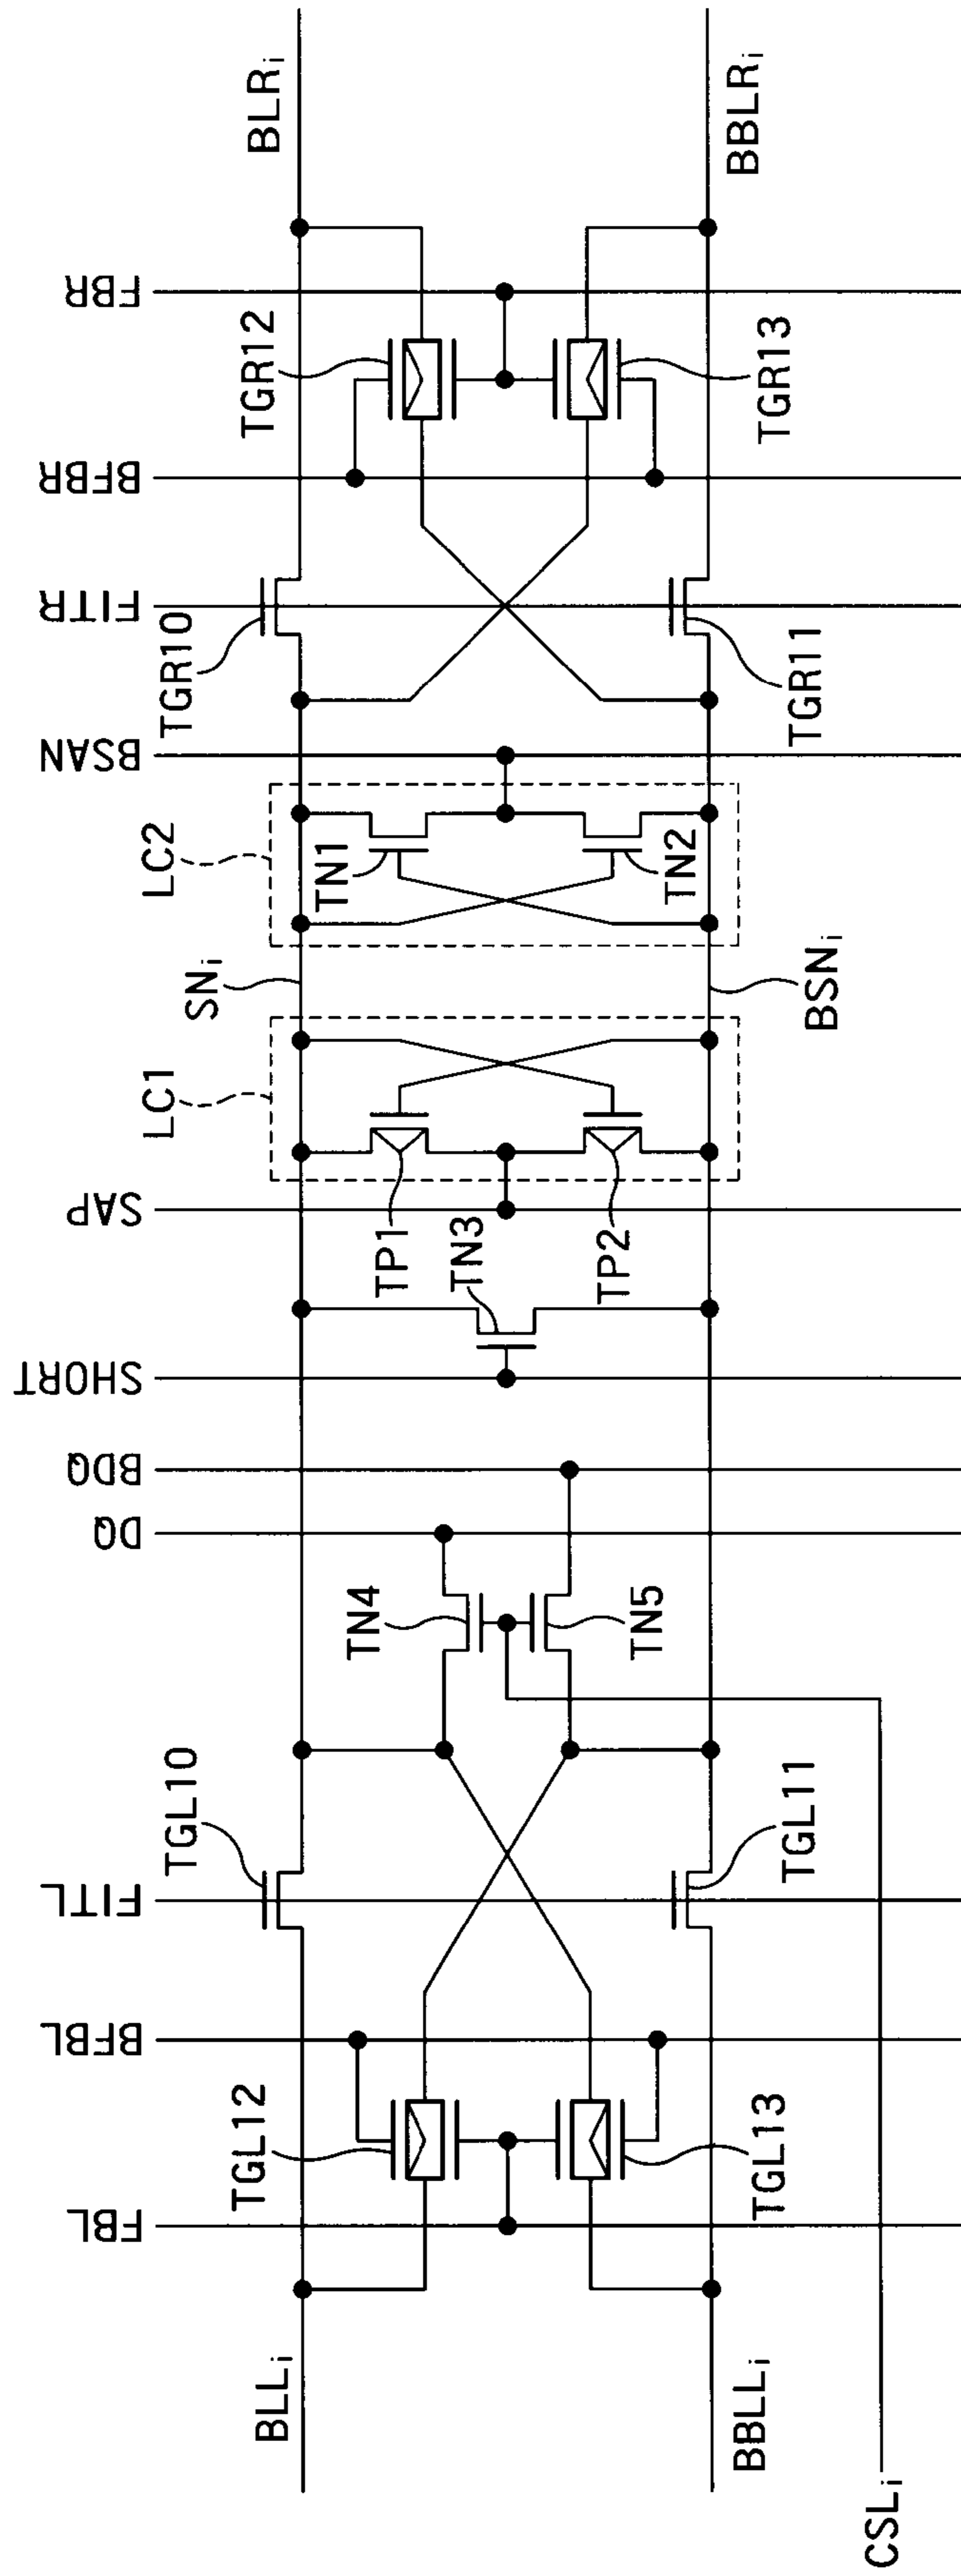 FBL
BFBL
FITL
DQ
BDQ
SHORT
SAP
BSAN
FITR
BFBR
FBR
BLLi
TGL12
TGL10
TN4
TN3
TP1
LC1
SNi
LC2
TN1
TGR10
TGR12
BLRi
BBLLi
TGL13
TGL11
TN5
TP2
BSNi
TN2
TGR11
TGR13
BBLRi
CSLi